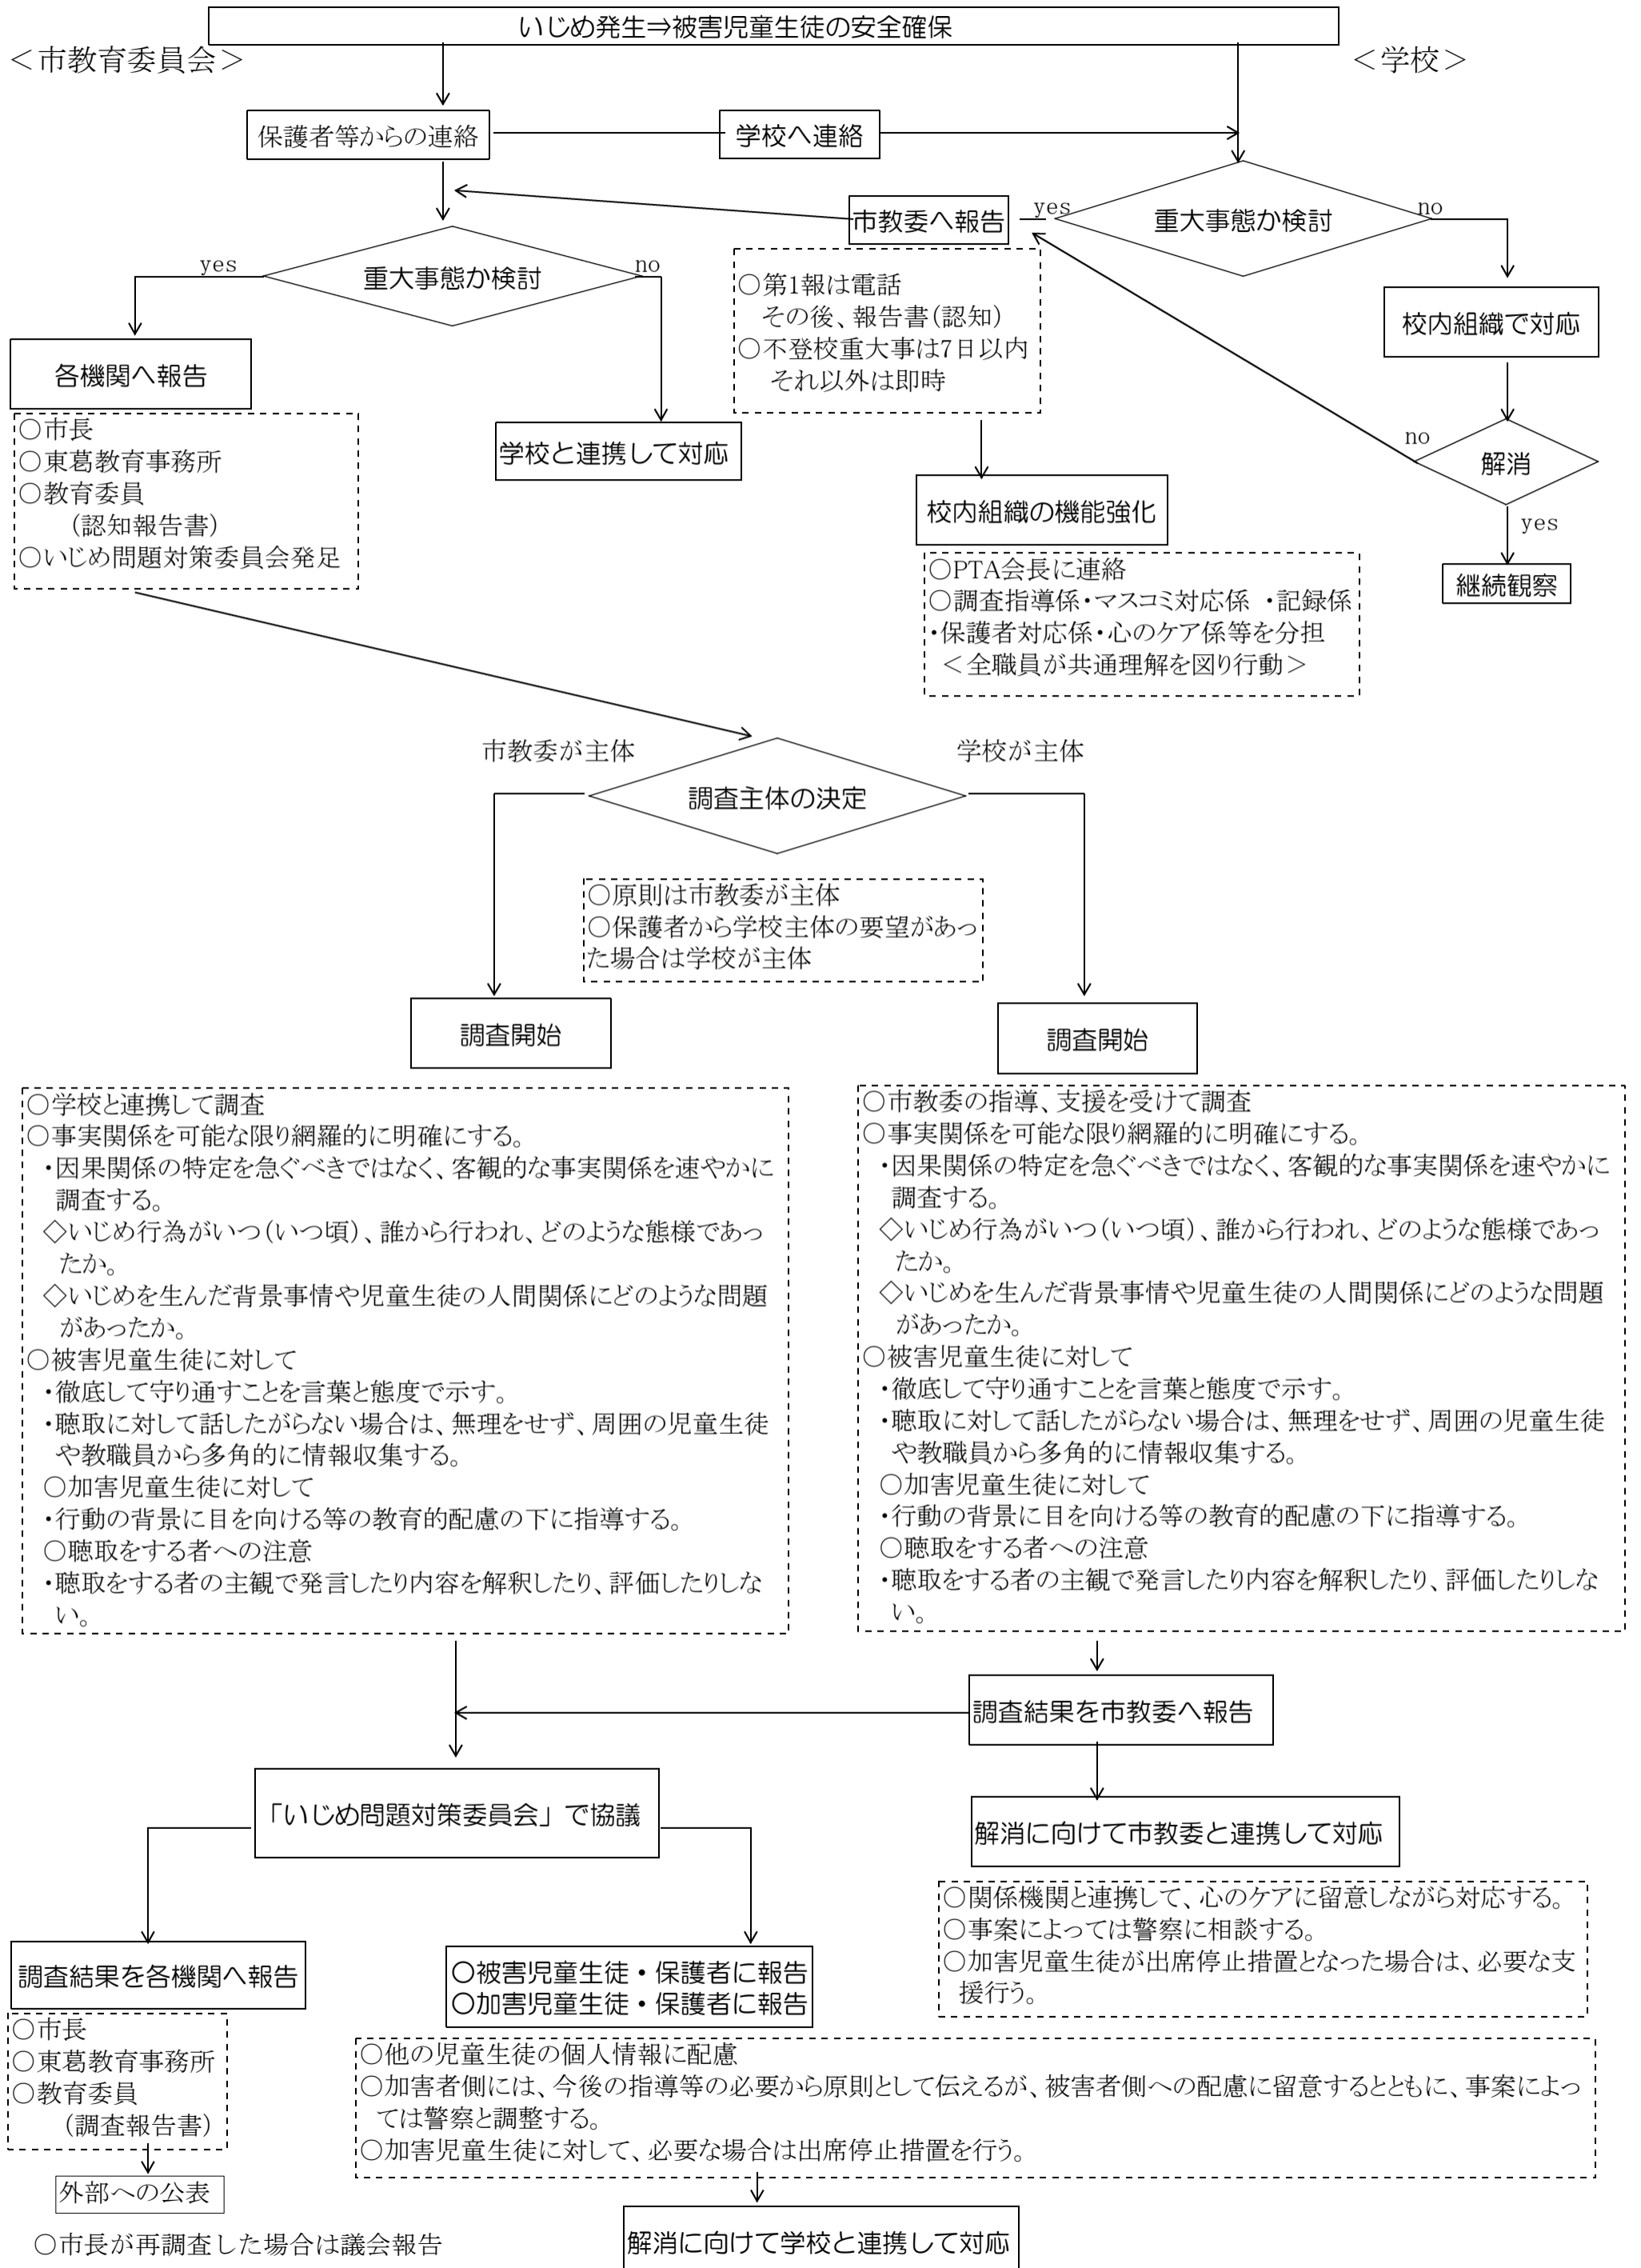 いじめ発生⇒被害児童生徒の安全確保
＜市教育委員会＞
＜学校＞
保護者等からの連絡
学校へ連絡
市教委へ報告
yes
重大事態か検討
no
yes
重大事態か検討
no
○第1報は電話
その後、報告書（認知）
○不登校重大事は7日以内
それ以外は即時
校内組織で対応
各機関へ報告
○市長
○東葛教育事務所
○教育委員
（認知報告書）
○いじめ問題対策委員会発足
学校と連携して対応
no
解消
yes
校内組織の機能強化
継続観察
○PTA会長に連絡
○調査指導係・マスコミ対応係 ・記録係
・保護者対応係・心のケア係等を分担
＜全職員が共通理解を図り行動＞
市教委が主体
学校が主体
調査主体の決定
○原則は市教委が主体
○保護者から学校主体の要望があっ
た場合は学校が主体
調査開始
調査開始
○学校と連携して調査
○事実関係を可能な限り網羅的に明確にする。
・因果関係の特定を急ぐべきではなく、客観的な事実関係を速やかに
調査する。
◇いじめ行為がいつ（いつ頃）、誰から行われ、どのような態様であっ
たか。
◇いじめを生んだ背景事情や児童生徒の人間関係にどのような問題
があったか。
○被害児童生徒に対して
・徹底して守り通すことを言葉と態度で示す。
・聴取に対して話したがらない場合は、無理をせず、周囲の児童生徒
や教職員から多角的に情報収集する。
○加害児童生徒に対して
・行動の背景に目を向ける等の教育的配慮の下に指導する。
○聴取をする者への注意
・聴取をする者の主観で発言したり内容を解釈したり、評価したりしな
い。
○市教委の指導、支援を受けて調査
○事実関係を可能な限り網羅的に明確にする。
・因果関係の特定を急ぐべきではなく、客観的な事実関係を速やかに
調査する。
◇いじめ行為がいつ（いつ頃）、誰から行われ、どのような態様であっ
たか。
◇いじめを生んだ背景事情や児童生徒の人間関係にどのような問題
があったか。
○被害児童生徒に対して
・徹底して守り通すことを言葉と態度で示す。
・聴取に対して話したがらない場合は、無理をせず、周囲の児童生徒
や教職員から多角的に情報収集する。
○加害児童生徒に対して
・行動の背景に目を向ける等の教育的配慮の下に指導する。
○聴取をする者への注意
・聴取をする者の主観で発言したり内容を解釈したり、評価したりしな
い。
調査結果を市教委へ報告
「いじめ問題対策委員会」で協議
解消に向けて市教委と連携して対応
○関係機関と連携して、心のケアに留意しながら対応する。
○事案によっては警察に相談する。
○加害児童生徒が出席停止措置となった場合は、必要な支
援行う。
調査結果を各機関へ報告
○市長
○東葛教育事務所
○教育委員
（調査報告書）
○被害児童生徒・保護者に報告
○加害児童生徒・保護者に報告
○他の児童生徒の個人情報に配慮
○加害者側には、今後の指導等の必要から原則として伝えるが、被害者側への配慮に留意するとともに、事案によっ
ては警察と調整する。
○加害児童生徒に対して、必要な場合は出席停止措置を行う。
外部への公表
○市長が再調査した場合は議会報告
解消に向けて学校と連携して対応